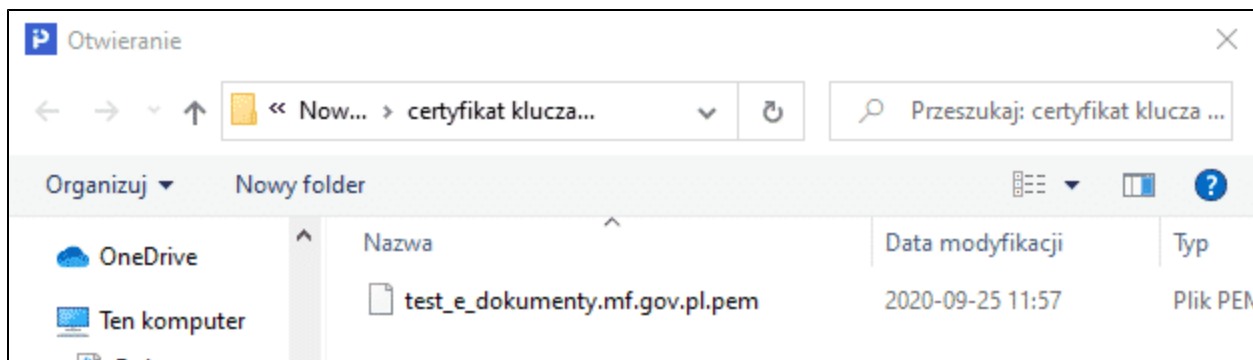 Otwieranie
« Now... › certyfikat klucza...
Przeszukaj: certyfikat klucza ...
Organizuj
Nowy folder
OneDrive
Ten komputer
Nazwa
Data modyfikacji
Typ
test_e_dokumenty.mf.gov.pl.pem
2020-09-25 11:57
Plik PEM